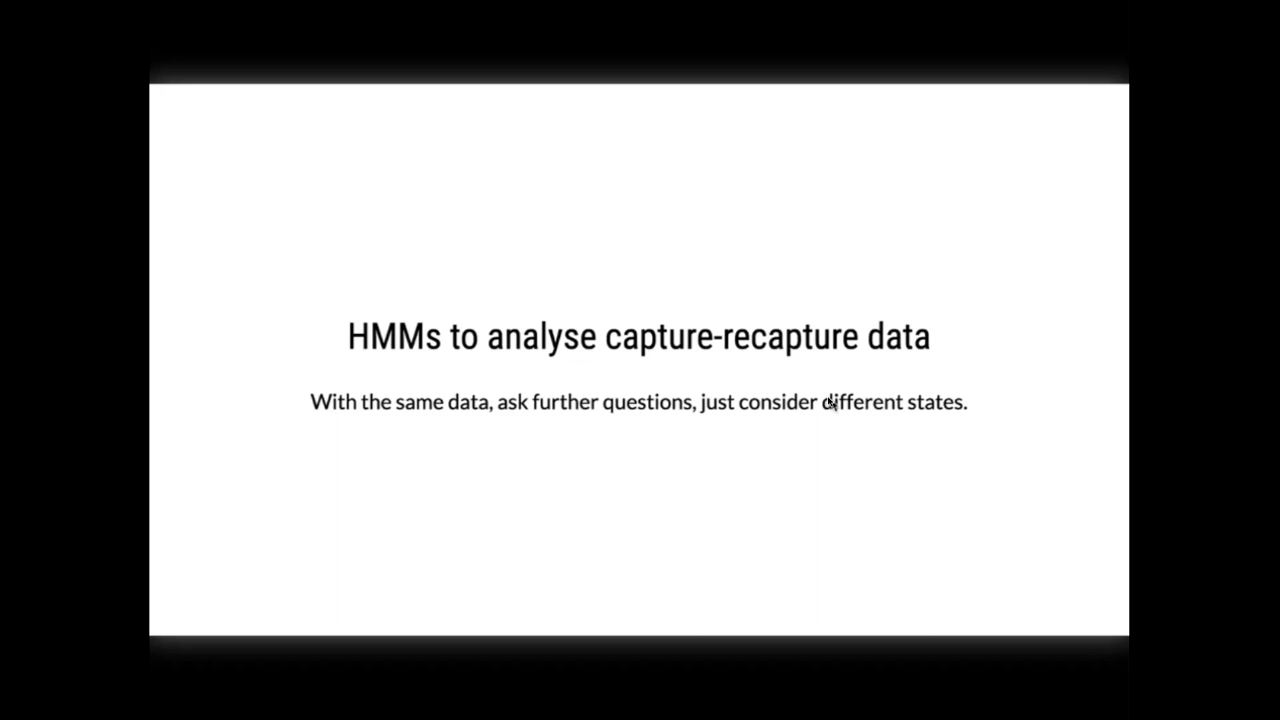 HMMs to analyse capture-recapture data
With the same data, ask further questions, just consider different states.